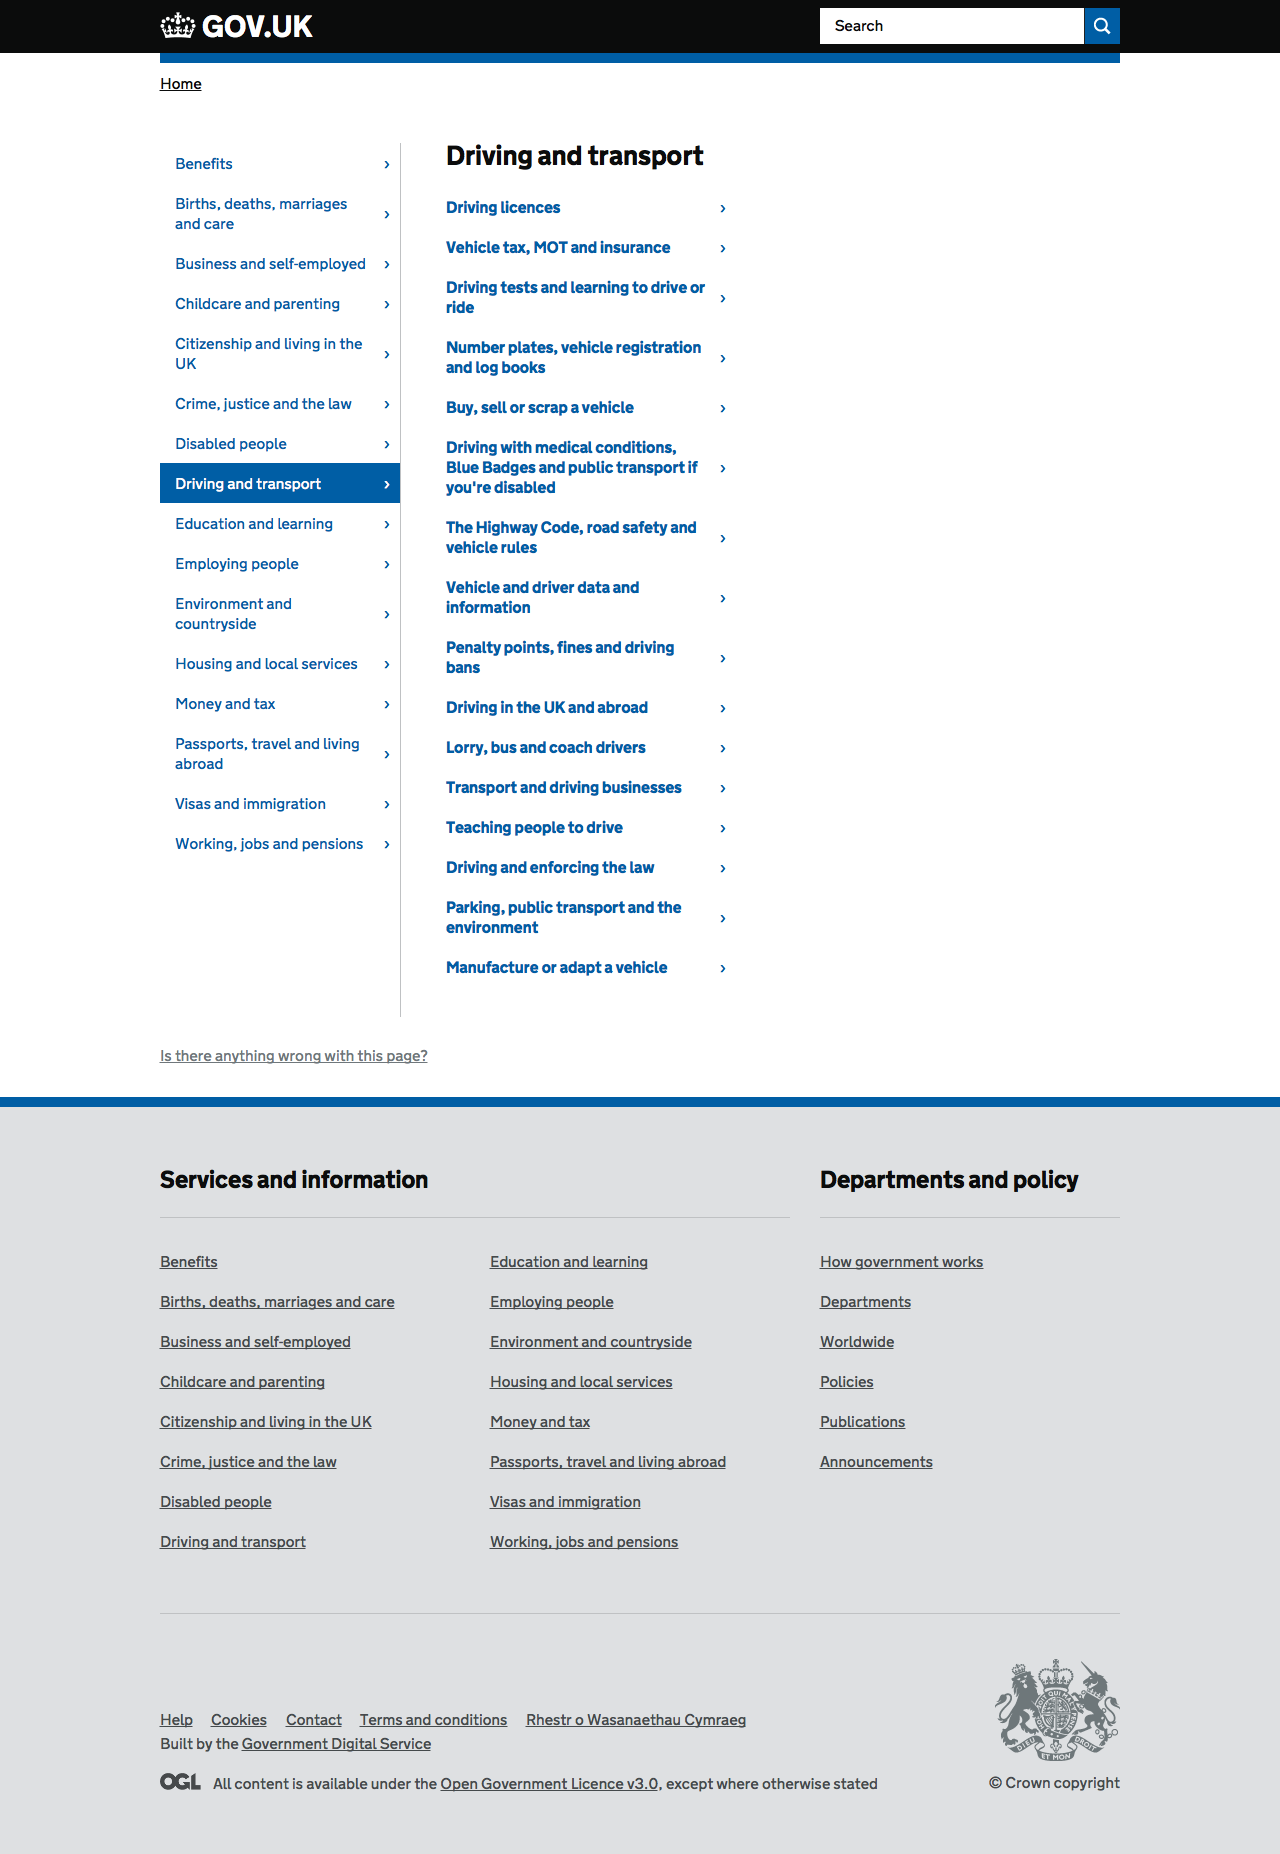 GOV.UK
Search
Home
Benefits ›
Births, deaths, marriages
and care ›
Business and self-employed ›
Childcare and parenting ›
Citizenship and living in the
UK ›
Crime, justice and the law ›
Disabled people ›
Driving and transport ›
Education and learning ›
Employing people ›
Environment and
countryside ›
Housing and local services ›
Money and tax ›
Passports, travel and living
abroad ›
Visas and immigration ›
Working, jobs and pensions ›
Driving and transport
Driving licences ›
Vehicle tax, MOT and insurance ›
Driving tests and learning to drive or
ride ›
Number plates, vehicle registration
and log books ›
Buy, sell or scrap a vehicle ›
Driving with medical conditions,
Blue Badges and public transport if ›
you're disabled
The Highway Code, road safety and
vehicle rules ›
Vehicle and driver data and
information ›
Penalty points, fines and driving
bans ›
Driving in the UK and abroad ›
Lorry, bus and coach drivers ›
Transport and driving businesses ›
Teaching people to drive ›
Driving and enforcing the law ›
Parking, public transport and the
environment ›
Manufacture or adapt a vehicle ›
Is there anything wrong with this page?
Services and information
Benefits
Births, deaths, marriages and care
Business and self-employed
Childcare and parenting
Citizenship and living in the UK
Crime, justice and the law
Disabled people
Driving and transport
Education and learning
Employing people
Environment and countryside
Housing and local services
Money and tax
Passports, travel and living abroad
Visas and immigration
Working, jobs and pensions
Departments and policy
How government works
Departments
Worldwide
Policies
Publications
Announcements
Help Cookies Contact Terms and conditions Rhestr o Wasanaethau Cymraeg
Built by the Government Digital Service
OGL All content is available under the Open Government Licence v3.0, except where otherwise stated
DIEU ET MON DROIT
© Crown copyright